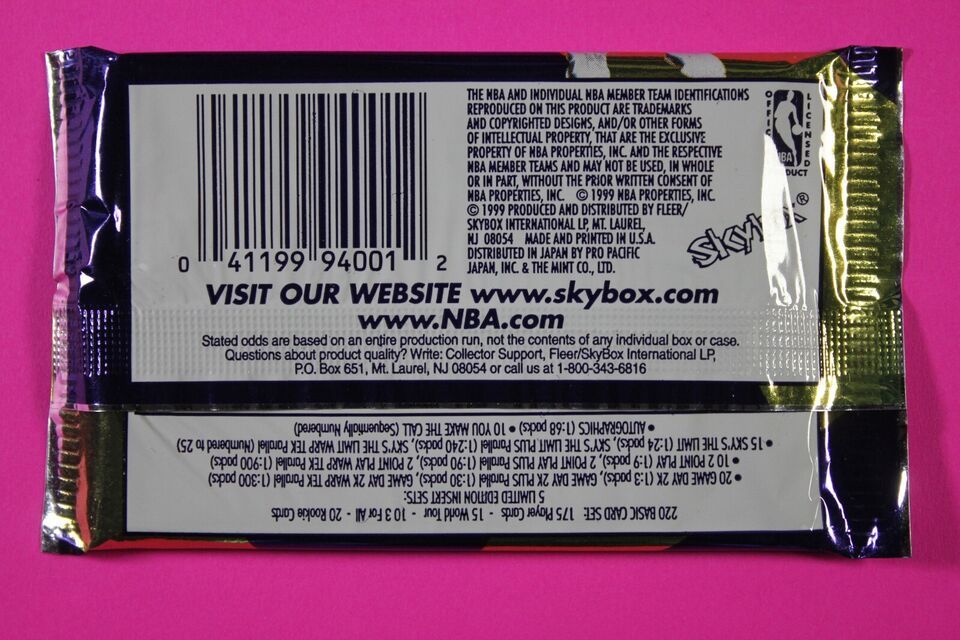 THE NBA AND INDIVIDUAL NBA MEMBER TEAM IDENTIFICATIONS
REPRODUCED ON THIS PRODUCT ARE TRADEMARKS
AND COPYRIGHTED DESIGNS, AND/OR OTHER FORMS
OF INTELLECTUAL PROPERTY, THAT ARE THE EXCLUSIVE
PROPERTY OF NBA PROPERTIES, INC. AND THE RESPECTIVE
NBA MEMBER TEAMS AND MAY NOT BE USED, IN WHOLE
OR IN PART, WITHOUT THE PRIOR WRITTEN CONSENT OF
NBA PROPERTIES, INC. © 1999 NBA PROPERTIES, INC.
© 1999 PRODUCED AND DISTRIBUTED BY FLEER/
SKYBOX INTERNATIONAL LP, MT. LAUREL,
NJ 08054 MADE AND PRINTED IN U.S.A.
DISTRIBUTED IN JAPAN BY PRO PACIFIC
JAPAN, INC. & THE MINT CO., LTD.
LICENSED
NBA
0 41199 94001 2
VISIT OUR WEBSITE www.skybox.com
www.NBA.com
Stated odds are based on an entire production run, not the contents of any individual box or case.
Questions about product quality? Write: Collector Support, Fleer/SkyBox International LP,
P.O. Box 651, Mt. Laurel, NJ 08054 or call us at 1-800-343-6816
220 BASIC CARD SET: 175 Player Cards - 15 World Tour - 10 3 For All - 20 Rookie Cards
5 LIMITED EDITION INSERT SETS:
• 20 GAME DAY 2K (1:3 packs), GAME DAY 2K PLUS Parallel (1:30 packs), GAME DAY 2K WARP TEK Parallel (1:300 packs)
• 10 2 POINT PLAY (1:9 packs), 2 POINT PLAY PLUS Parallel (1:90 packs), 2 POINT PLAY WARP TEK Parallel (1:900 packs)
• 15 SKY'S THE LIMIT (1:24 packs), SKY'S THE LIMIT PLUS Parallel (1:240 packs), SKY'S THE LIMIT WARP TEK Parallel (Numbered to 25)
• AUTOGRAPHICS (1:68 packs) • 10 YOU MAKE THE CALL (Sequentially Numbered)